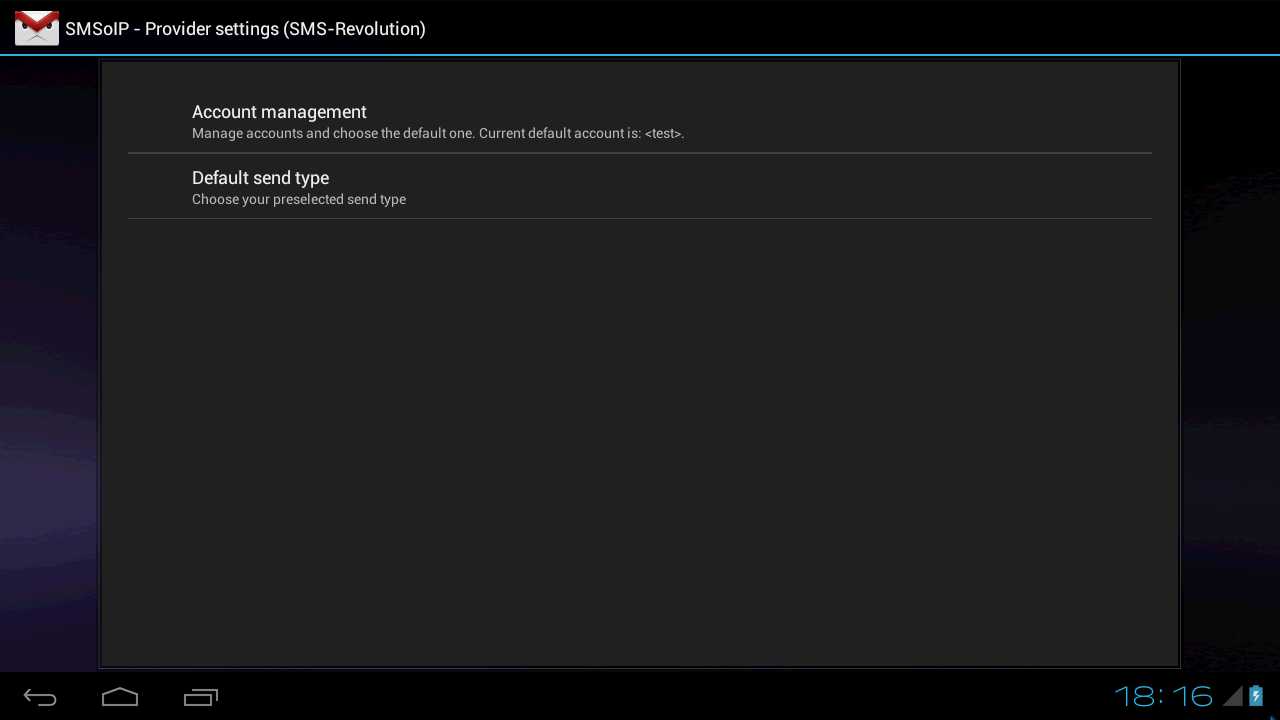 SMSoIP - Provider settings (SMS-Revolution)
Account management
Manage accounts and choose the default one. Current default account is: <test>.
Default send type
Choose your preselected send type
18:16